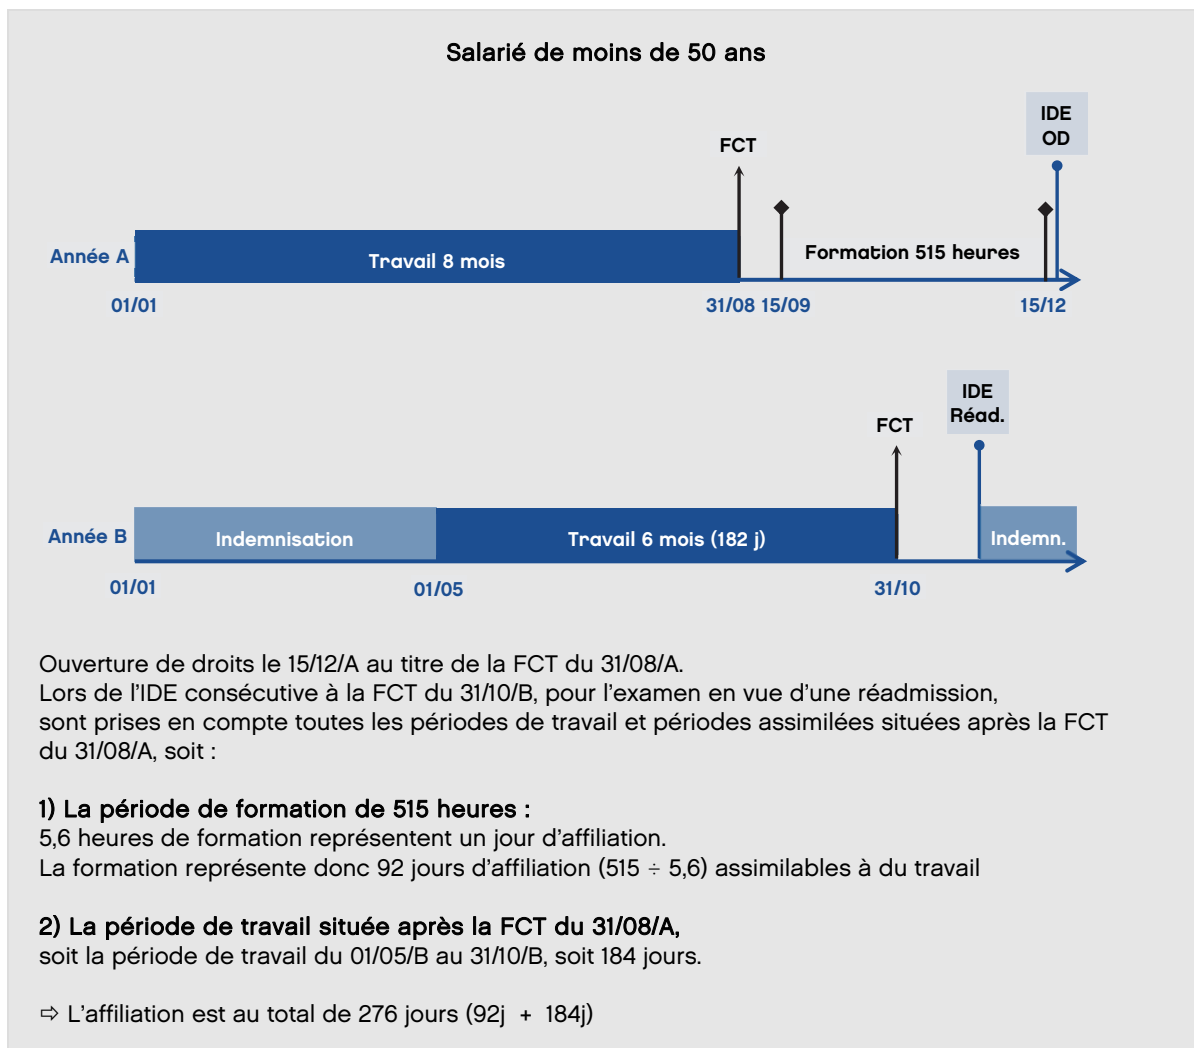 Salarié de moins de 50 ans
IDE
OD
FCT
Année A
Travail 8 mois
Formation 515 heures
01/01
31/08
15/09
15/12
IDE
Réad.
FCT
Année B
Indemnisation
Travail 6 mois (182 j)
Indemn.
01/01
01/05
31/10
Ouverture de droits le 15/12/A au titre de la FCT du 31/08/A.
Lors de l’IDE consécutive à la FCT du 31/10/B, pour l’examen en vue d’une réadmission,
sont prises en compte toutes les périodes de travail et périodes assimilées situées après la FCT
du 31/08/A, soit :
1) La période de formation de 515 heures :
5,6 heures de formation représentent un jour d’affiliation.
La formation représente donc 92 jours d’affiliation (515 ÷ 5,6) assimilables à du travail
2) La période de travail située après la FCT du 31/08/A,
soit la période de travail du 01/05/B au 31/10/B, soit 184 jours.
⇨ L’affiliation est au total de 276 jours (92j + 184j)